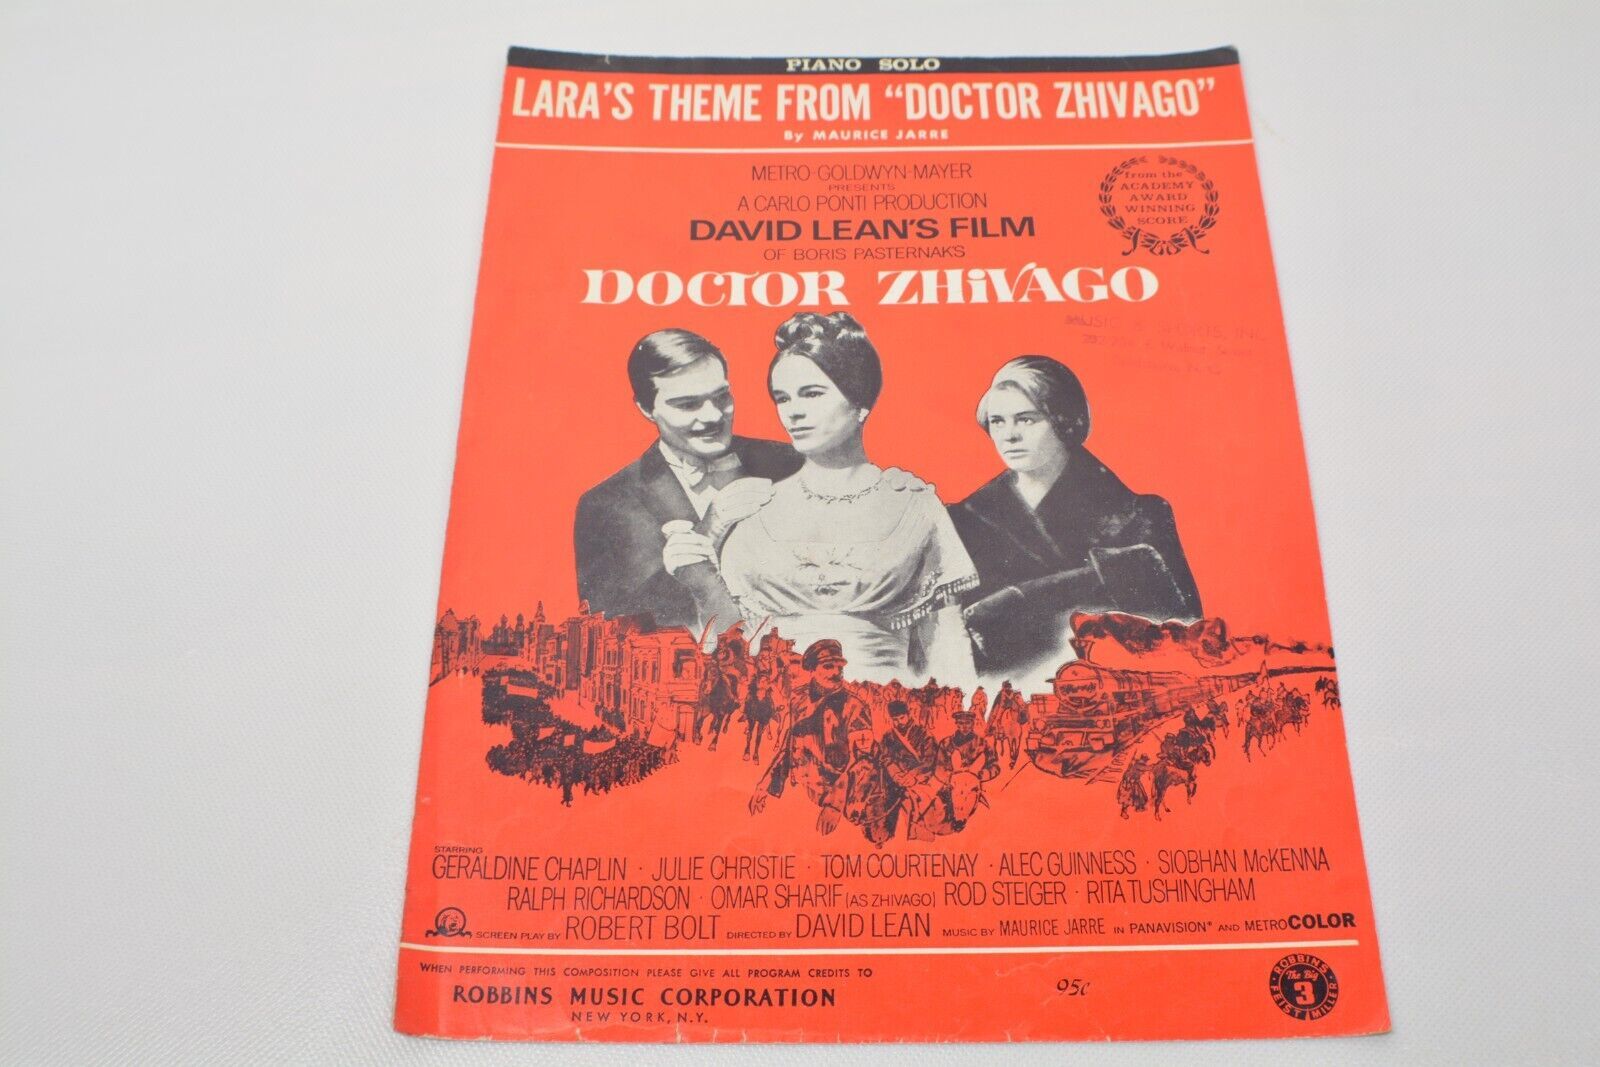 PIANO SOLO
LARA'S THEME FROM "DOCTOR ZHIVAGO"
By MAURICE JARRE
METRO-GOLDWYN-MAYER
PRESENTS
A CARLO PONTI PRODUCTION
DAVID LEAN'S FILM
OF BORIS PASTERNAK'S
DOCTOR ZHiVAGO
from the
ACADEMY
AWARD
WINNING
SCORE
MUSIC & INC.
STARRING
GERALDINE CHAPLIN · JULIE CHRISTIE · TOM COURTENAY · ALEC GUINNESS · SIOBHAN McKENNA
RALPH RICHARDSON · OMAR SHARIF (AS ZHIVAGO) ROD STEIGER · RITA TUSHINGHAM
SCREEN PLAY BY ROBERT BOLT DIRECTED BY DAVID LEAN MUSIC BY MAURICE JARRE IN PANAVISION® AND METROCOLOR
WHEN PERFORMING THIS COMPOSITION PLEASE GIVE ALL PROGRAM CREDITS TO
ROBBINS MUSIC CORPORATION
NEW YORK, N.Y.
95c
ROBBINS
The Big
3
FEIST MILLER